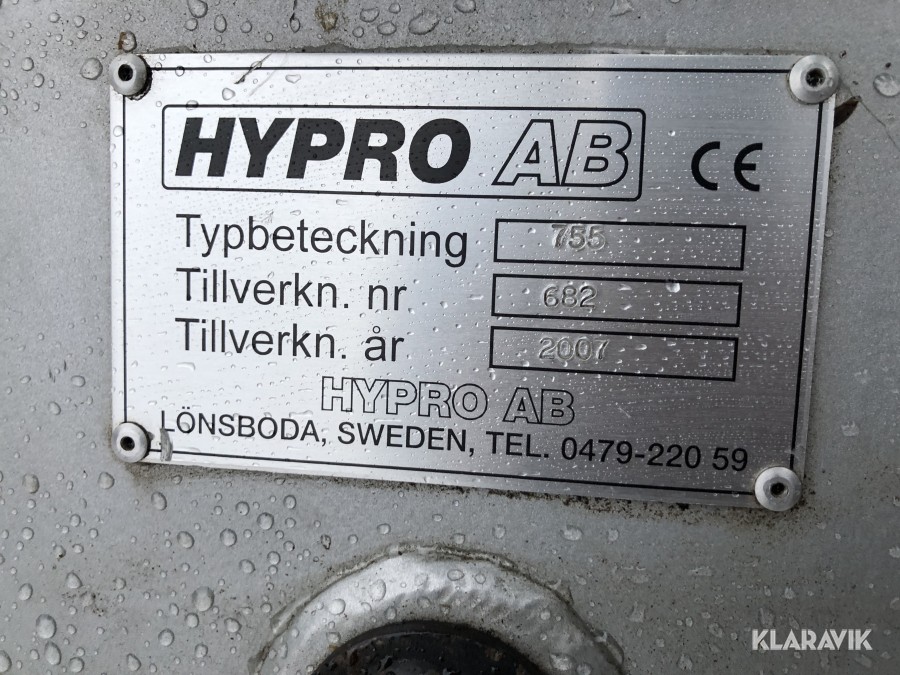 HYPRO AB CE
Typbeteckning 755
Tillverkn. nr 682
Tillverkn. år 2007
HYPRO AB
LÖNSBODA, SWEDEN, TEL. 0479-220 59
KLARAVIK